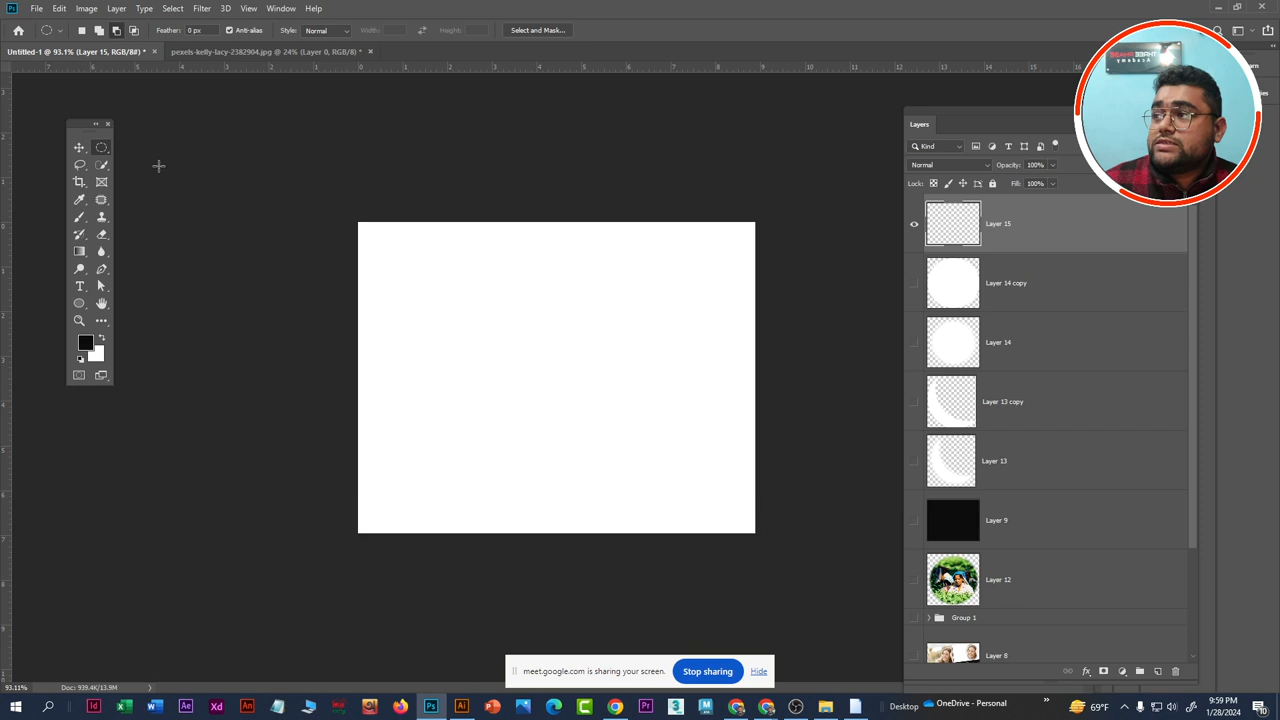 Ps File Edit Image Layer Type Select Filter 3D View Window Help
Feather: 0 px Anti-alias Style: Normal Width: Height: Select and Mask...
Untitled-1 @ 93.1% (Layer 15, RGB/8#) * × pexels-kelly-lacy-2382904.jpg @ 24% (Layer 0, RGB/8*) * ×
Layers
Kind
Normal Opacity: 100%
Lock: Fill: 100%
Layer 15
Layer 14 copy
Layer 14
Layer 13 copy
Layer 13
Layer 9
Layer 12
Group 1
Layer 8
meet.google.com is sharing your screen. Stop sharing Hide
93.11% Doc: 939.4K/13.9M
Desktop OneDrive - Personal 69°F 9:59 PM
1/28/2024